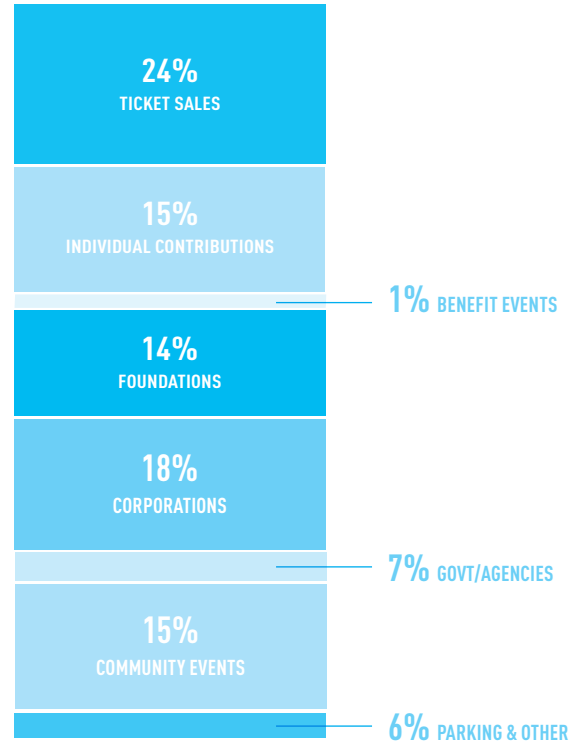 24%
TICKET SALES
15%
INDIVIDUAL CONTRIBUTIONS
1% BENEFIT EVENTS
14%
FOUNDATIONS
18%
CORPORATIONS
7% GOVT/AGENCIES
15%
COMMUNITY EVENTS
6% PARKING & OTHER